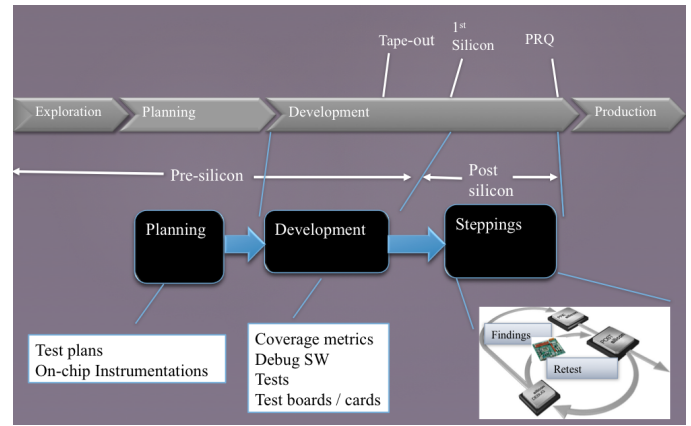 Tape-out
1st
Silicon
PRQ
Exploration
Planning
Development
Production
Pre-silicon
Post
silicon
Planning
Development
Steppings
Test plans
On-chip Instrumentations
Coverage metrics
Debug SW
Tests
Test boards / cards
Findings
Retest